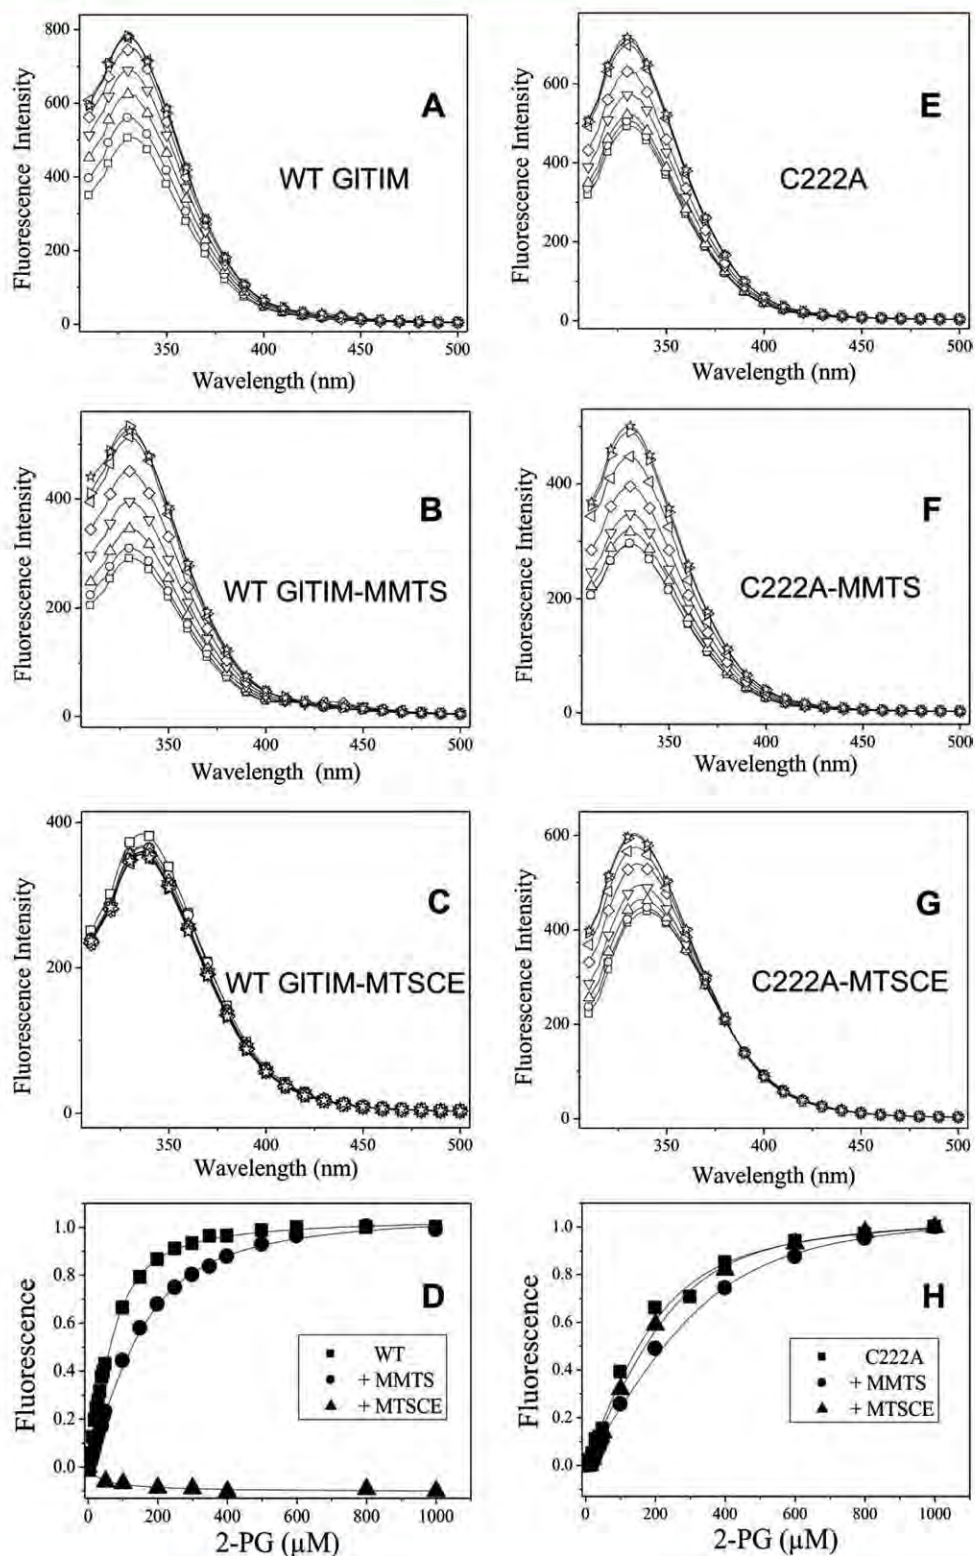 A
WT GlTIM
Fluorescence Intensity
800
600
400
200
0
350
400
450
500
Wavelength (nm)
E
C222A
Fluorescence Intensity
600
400
200
0
350
400
450
500
Wavelength (nm)
B
WT GlTIM-MMTS
Fluorescence Intensity
400
200
0
350
400
450
500
Wavelength (nm)
F
C222A-MMTS
Fluorescence Intensity
400
200
0
350
400
450
500
Wavelength (nm)
C
WT GlTIM-MTSCE
Fluorescence Intensity
400
200
0
350
400
450
500
Wavelength (nm)
G
C222A-MTSCE
Fluorescence Intensity
600
400
200
0
350
400
450
500
Wavelength (nm)
D
Fluorescence
1.0
0.8
0.6
0.4
0.2
0.0
WT
+ MMTS
+ MTSCE
0
200
400
600
800
1000
2-PG (µM)
H
Fluorescence
1.0
0.8
0.6
0.4
0.2
0.0
C222A
+ MMTS
+ MTSCE
0
200
400
600
800
1000
2-PG (µM)